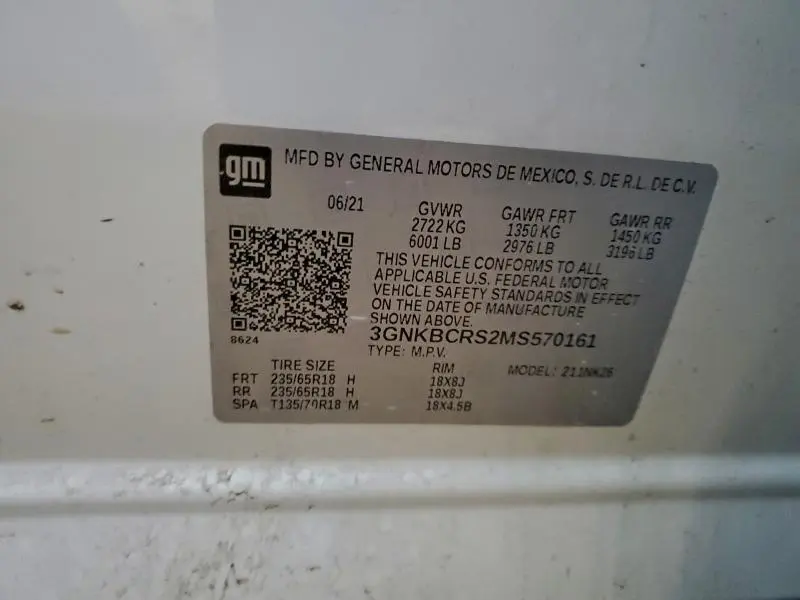 gm
MFD BY GENERAL MOTORS DE MEXICO, S. DE R.L. DE C.V.
06/21 GVWR GAWR FRT GAWR RR
2722 KG 1350 KG 1450 KG
6001 LB 2976 LB 3196 LB
THIS VEHICLE CONFORMS TO ALL
APPLICABLE U.S. FEDERAL MOTOR
VEHICLE SAFETY STANDARDS IN EFFECT
ON THE DATE OF MANUFACTURE
SHOWN ABOVE.
3GNKBCRS2MS570161
8624
TYPE: M.P.V.
TIRE SIZE RIM MODEL: 211NK26
FRT 235/65R18 H 18X8J
RR 235/65R18 H 18X8J
SPA T135/70R18 M 18X4.5B